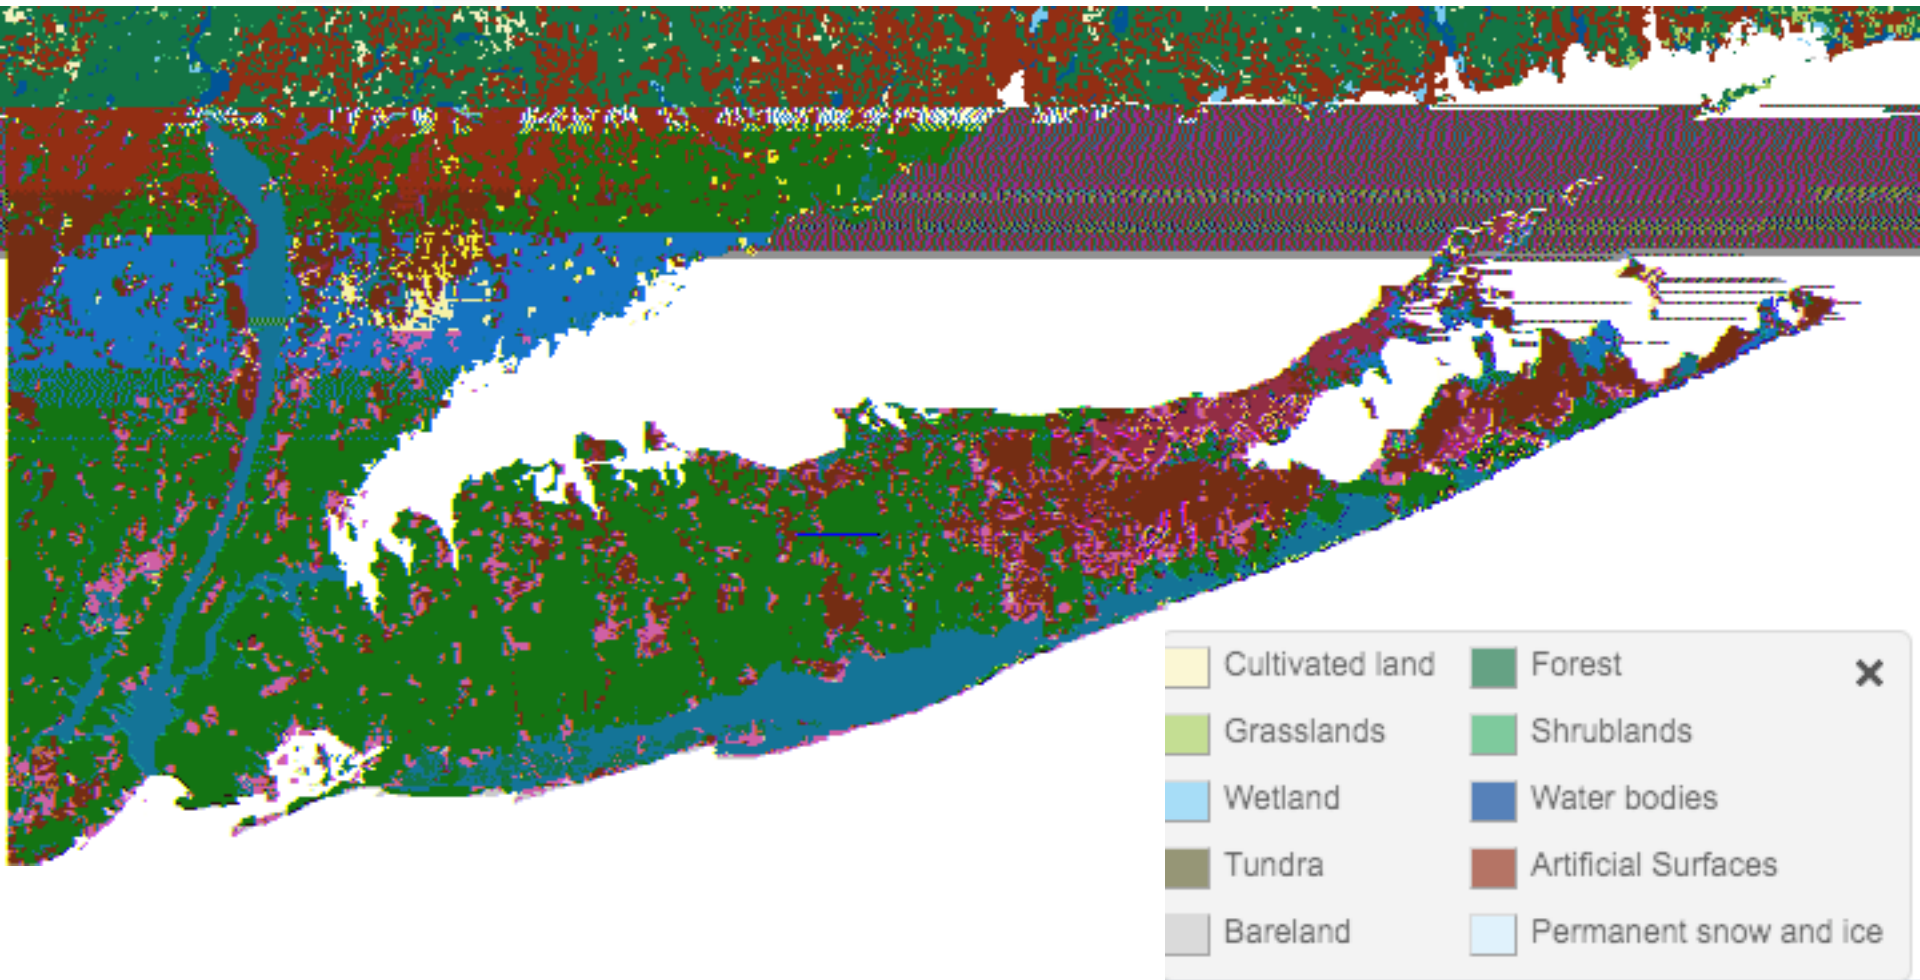 Cultivated land Forest
Grasslands Shrublands
Wetland Water bodies
Tundra Artificial Surfaces
Bareland Permanent snow and ice